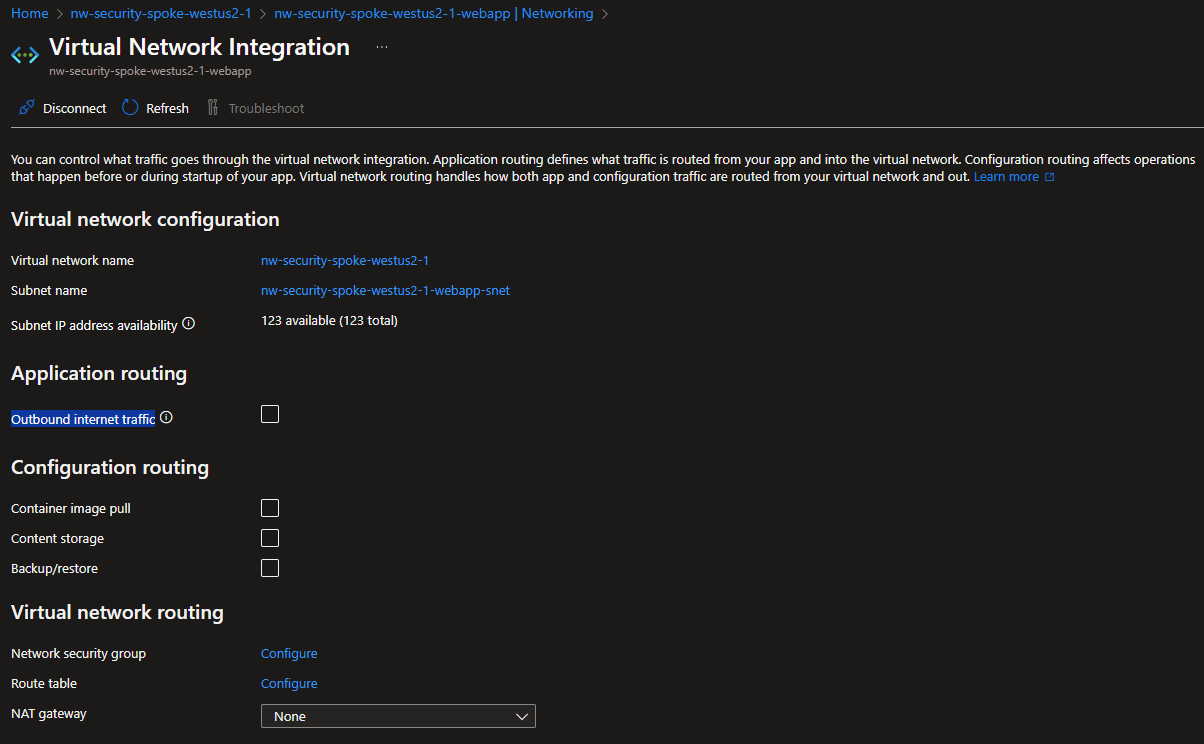 Home > nw-security-spoke-westus2-1 > nw-security-spoke-westus2-1-webapp | Networking >
Virtual Network Integration ...
nw-security-spoke-westus2-1-webapp
Disconnect Refresh Troubleshoot
You can control what traffic goes through the virtual network integration. Application routing defines what traffic is routed from your app and into the virtual network. Configuration routing affects operations
that happen before or during startup of your app. Virtual network routing handles how both app and configuration traffic are routed from your virtual network and out. Learn more
Virtual network configuration
Virtual network name nw-security-spoke-westus2-1
Subnet name nw-security-spoke-westus2-1-webapp-snet
Subnet IP address availability 123 available (123 total)
Application routing
Outbound internet traffic
Configuration routing
Container image pull
Content storage
Backup/restore
Virtual network routing
Network security group Configure
Route table Configure
NAT gateway None